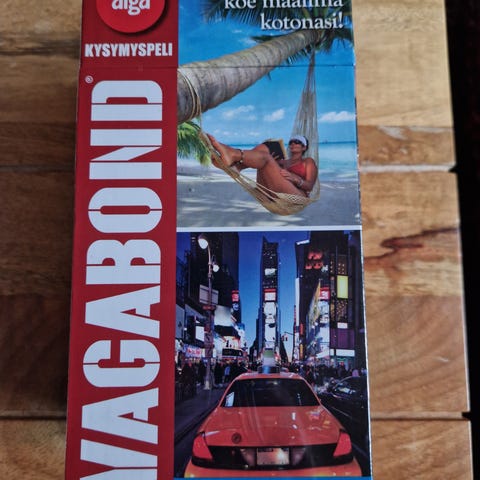 alga
koe maailma
kotonasi!
KYSYMYSPELI
VAGABOND®